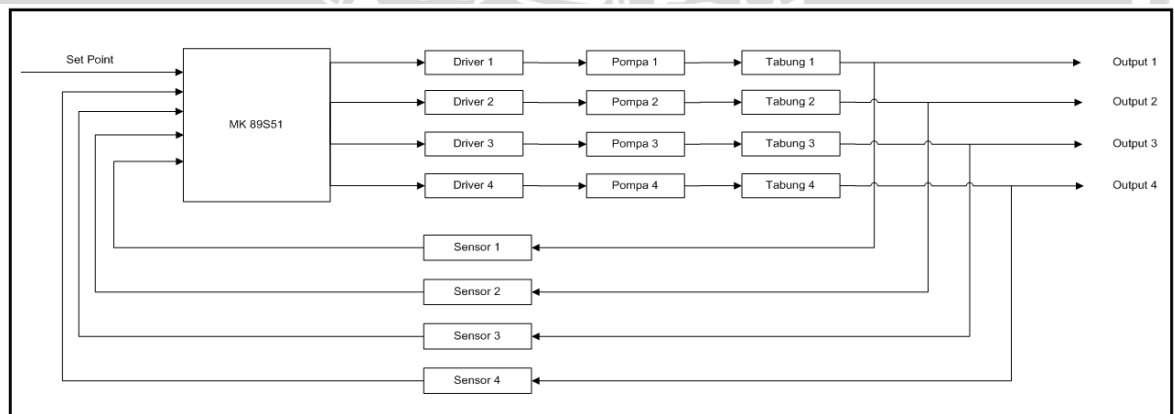 Set Point
MK 89S51
Driver 1
Pompa 1
Tabung 1
Output 1
Driver 2
Pompa 2
Tabung 2
Output 2
Driver 3
Pompa 3
Tabung 3
Output 3
Driver 4
Pompa 4
Tabung 4
Output 4
Sensor 1
Sensor 2
Sensor 3
Sensor 4